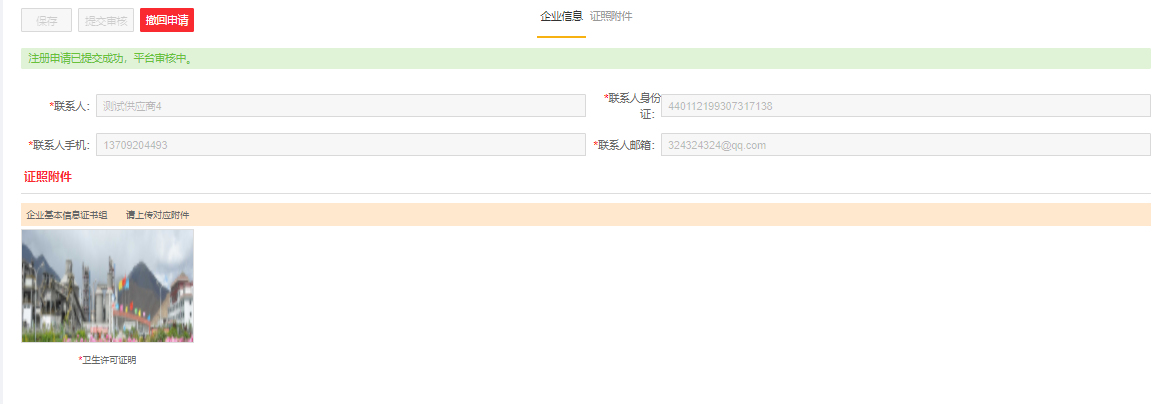 保存 提交审核 撤回申请 企业信息 证照附件
注册申请已提交成功，平台审核中。
*联系人： 测试供应商4 *联系人身份证： 440112199307317138
*联系人手机： 13709204493 *联系人邮箱： 324324324@qq.com
证照附件
企业基本信息证书组 请上传对应附件
*卫生许可证明